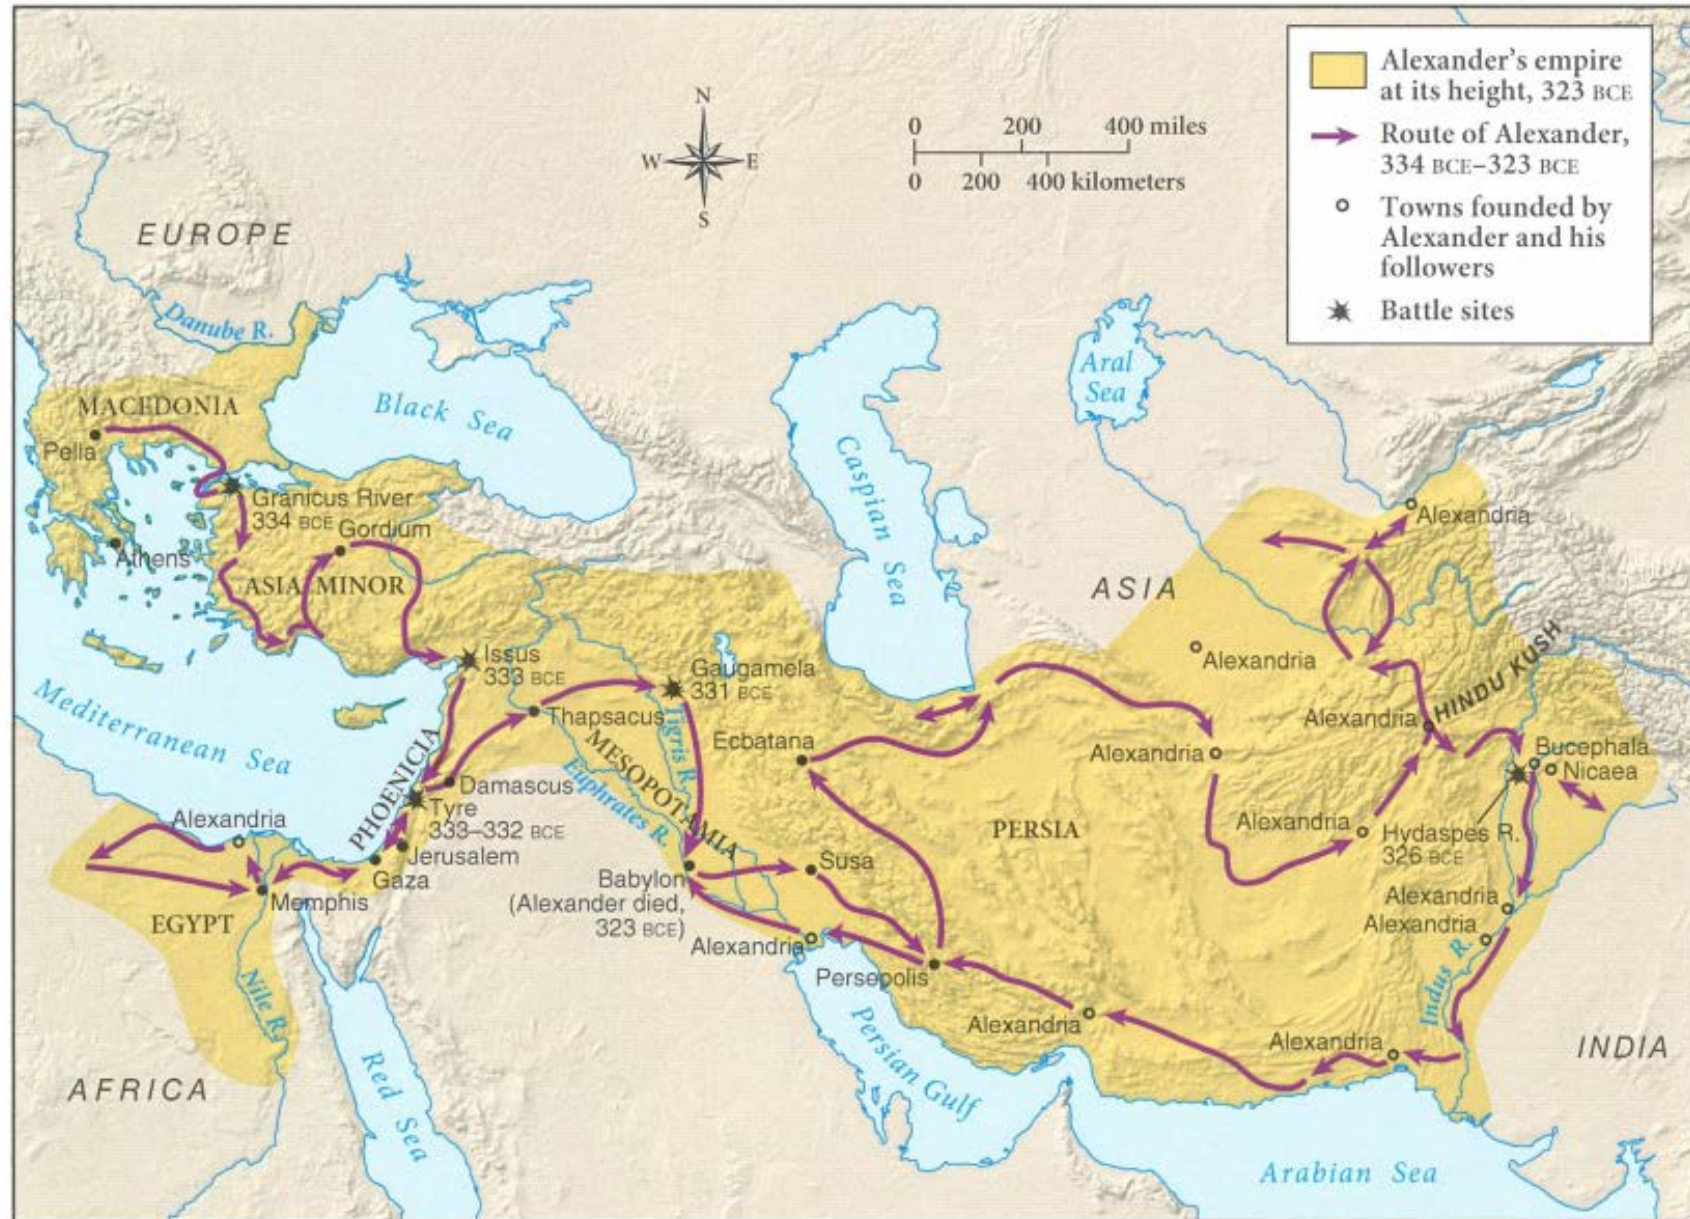 Alexander's empire
at its height, 323 BCE
Route of Alexander,
334 BCE–323 BCE
Towns founded by
Alexander and his
followers
Battle sites
N
W
E
S
0 200 400 miles
0 200 400 kilometers
EUROPE
Danube R.
MACEDONIA
Pella
Black Sea
Caspian Sea
Aral
Sea
Granicus River
334 BCE
Gordium
Athens
ASIA MINOR
ASIA
Alexandria
Alexandria
HINDU KUSH
Issus
333 BCE
Gaugamela
331 BCE
Mediterranean Sea
Thapsacus
Tigris R.
MESOPOTAMIA
Euphrates R.
Ecbatana
Alexandria
Alexandria
Bucephala
Nicaea
PHOENICIA
Damascus
Tyre
333–332 BCE
Alexandria
Jerusalem
Gaza
Memphis
EGYPT
Nile R.
PERSIA
Alexandria
Hydaspes R.
326 BCE
Susa
Babylon
(Alexander died,
323 BCE)
Alexandria
Persepolis
Alexandria
Alexandria
Indus R.
Alexandria
Alexandria
INDIA
AFRICA
Red Sea
Persian Gulf
Arabian Sea